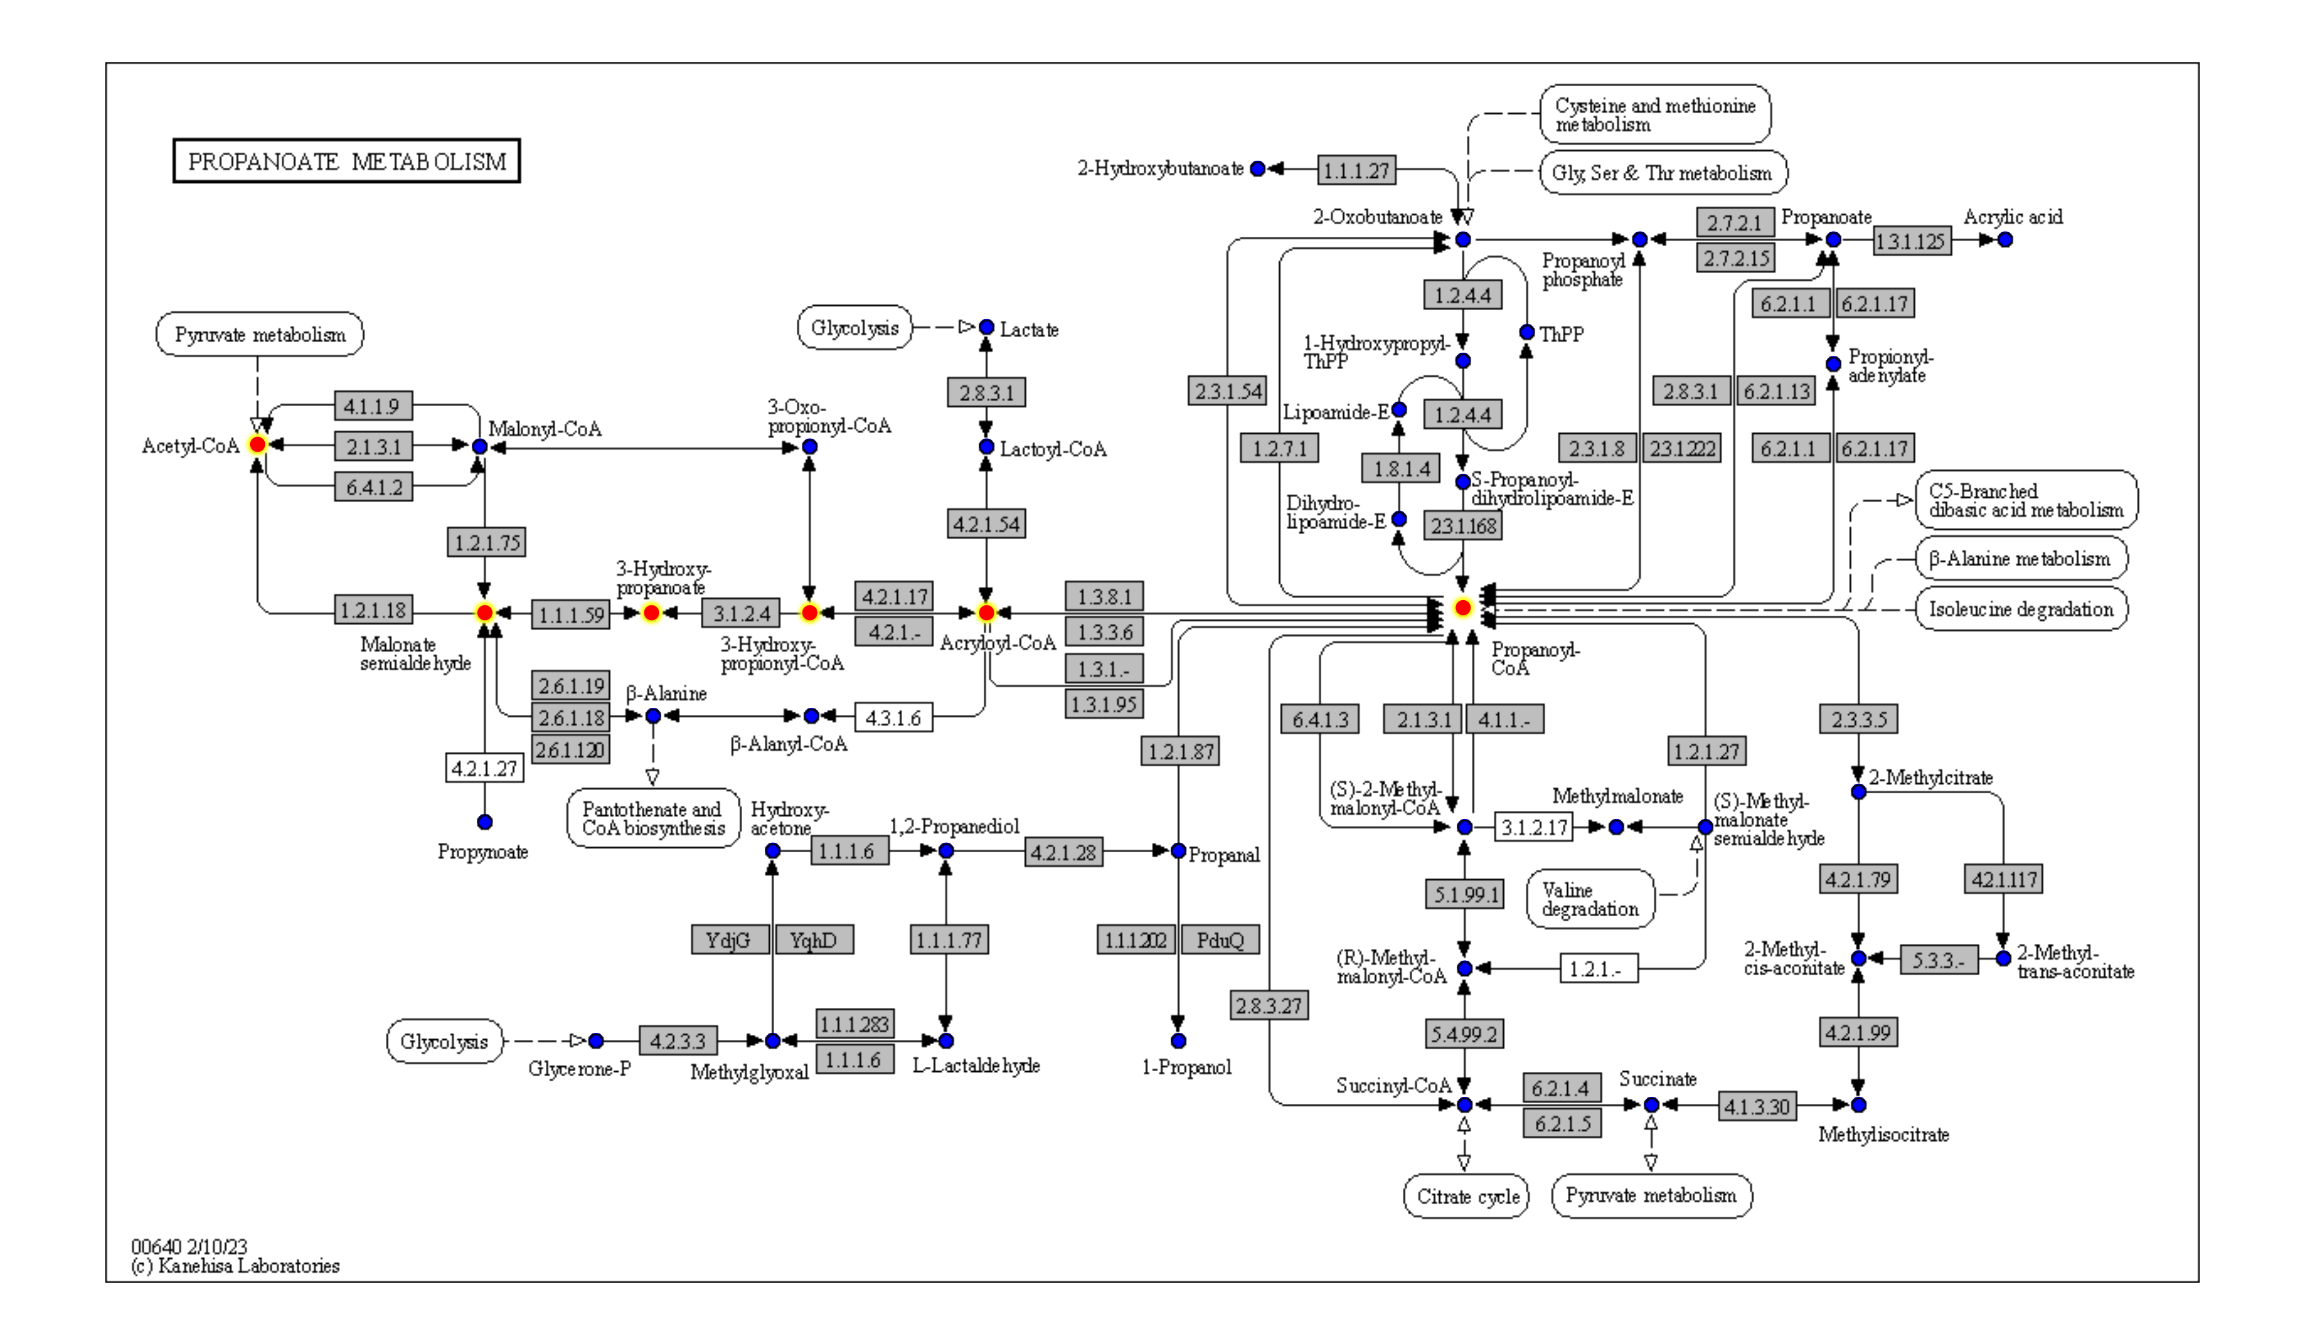 PROPANOATE METABOLISM
Cysteine and methionine
metabolism
2-Hydroxybutanoate
1.1.1.27
Gly, Ser & Thr metabolism
2-Oxobutanoate
2.7.2.1
Propanoate
Acrylic acid
1.3.1.125
2.7.2.15
Propanoyl
phosphate
1.2.4.4
6.2.1.1
6.2.1.17
Pyruvate metabolism
Glycolysis
Lactate
1-Hydroxypropyl-
ThPP
ThPP
Propionyl-
adenylate
2.8.3.1
2.3.1.54
2.8.3.1
6.2.1.13
4.1.1.9
3-Oxo-
propionyl-CoA
Lipoamide-E
1.2.4.4
Malonyl-CoA
Acetyl-CoA
2.1.3.1
Lactoyl-CoA
1.2.7.1
2.3.1.8
2.3.1.222
6.2.1.1
6.2.1.17
6.4.1.2
1.8.1.4
S-Propanoyl-
dihydrolipoamide-E
C5-Branched
dibasic acid metabolism
Dihydro-
lipoamide-E
4.2.1.54
2.3.1.168
1.2.1.75
β-Alanine metabolism
3-Hydroxy-
propanoate
4.2.1.17
1.3.8.1
1.2.1.18
1.1.1.59
3.1.2.4
Isoleucine degradation
4.2.1.-
1.3.3.6
Malonate
semialdehyde
3-Hydroxy-
propionyl-CoA
Acryloyl-CoA
Propanoyl-
CoA
1.3.1.-
2.6.1.19
β-Alanine
1.3.1.95
2.6.1.18
4.3.1.6
6.4.1.3
2.1.3.1
4.1.1.-
2.3.3.5
2.6.1.120
β-Alanyl-CoA
1.2.1.87
1.2.1.27
4.2.1.27
2-Methylcitrate
Pantothenate and
CoA biosynthesis
Hydroxy-
acetone
1,2-Propanediol
(S)-2-Methyl-
malonyl-CoA
Methylmalonate
(S)-Methyl-
malonate
semialdehyde
3.1.2.17
Propynoate
1.1.1.6
4.2.1.28
Propanal
4.2.1.79
4.2.1.117
5.1.99.1
Valine
degradation
YdjG
YqhD
1.1.1.77
1.1.1.202
PduQ
(R)-Methyl-
malonyl-CoA
1.2.1.-
2-Methyl-
cis-aconitate
5.3.3.-
2-Methyl-
trans-aconitate
2.8.3.27
Glycolysis
4.2.3.3
1.1.1.283
5.4.99.2
4.2.1.99
1.1.1.6
Glycerone-P
Methylglyoxal
L-Lactaldehyde
1-Propanol
Succinyl-CoA
6.2.1.4
Succinate
4.1.3.30
6.2.1.5
Methylisocitrate
Citrate cycle
Pyruvate metabolism
00640 2/10/23
(c) Kanehisa Laboratories